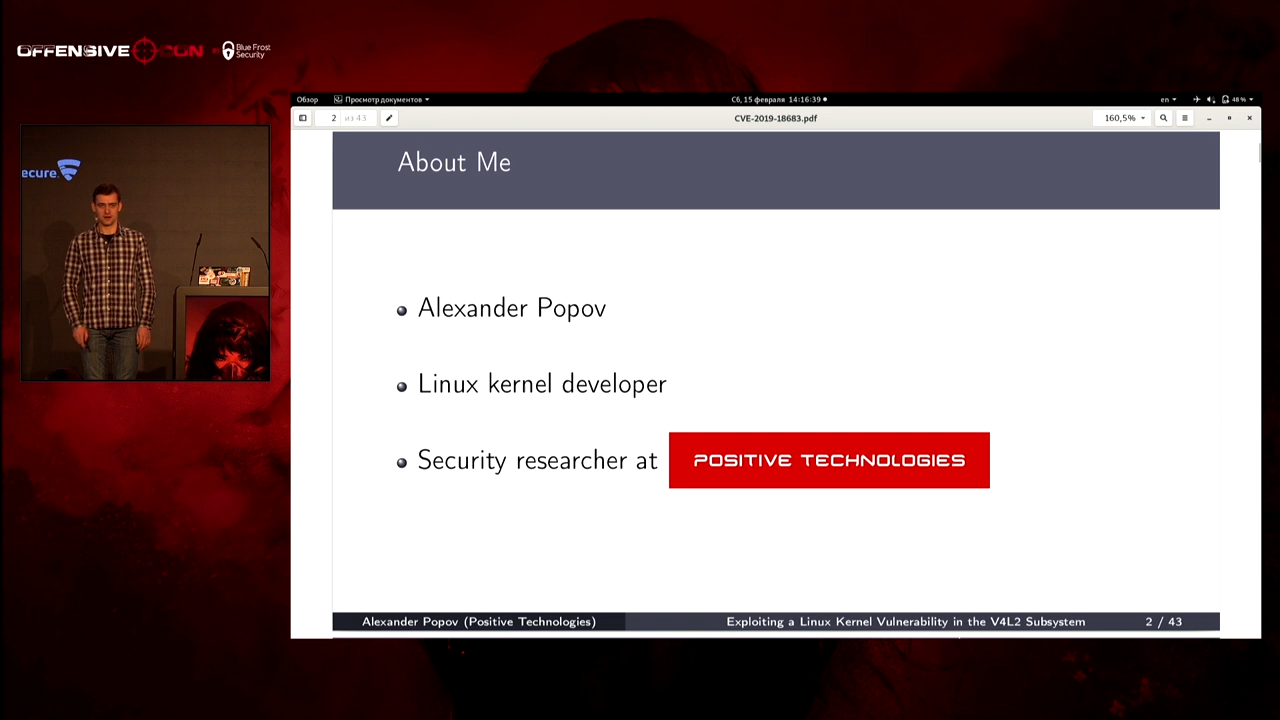 OFFENSIVE CON
Blue Frost
Security
Обзор
Просмотр документов
Сб, 15 февраля 14:16:39
en
48 %
2 из 43
CVE-2019-18683.pdf
160,5%
ecure.
About Me
Alexander Popov
Linux kernel developer
Security researcher at POSITIVE TECHNOLOGIES
Alexander Popov (Positive Technologies)
Exploiting a Linux Kernel Vulnerability in the V4L2 Subsystem
2 / 43